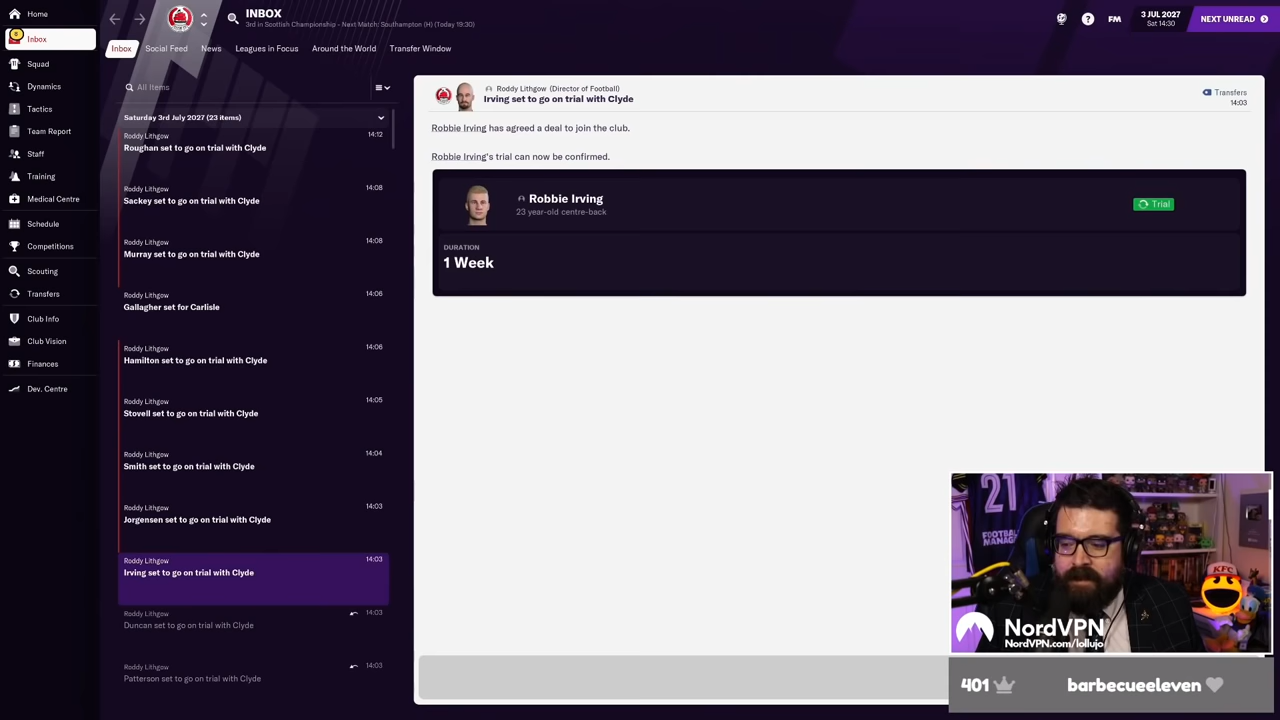 Home
Inbox
6
Squad
Dynamics
Tactics
Team Report
Staff
Training
Medical Centre
Schedule
Competitions
Scouting
Transfers
Club Info
Club Vision
Finances
Dev. Centre
INBOX
3rd in Scottish Championship - Next Match: Southampton (H) (Today 19:30)
FM
3 JUL 2027
Sat 14:30
NEXT UNREAD
Inbox
Social Feed
News
Leagues in Focus
Around the World
Transfer Window
All Items
Saturday 3rd July 2027 (23 items)
Roddy Lithgow 14:12
Roughan set to go on trial with Clyde
Roddy Lithgow 14:08
Sackey set to go on trial with Clyde
Roddy Lithgow 14:08
Murray set to go on trial with Clyde
Roddy Lithgow 14:06
Gallagher set for Carlisle
Roddy Lithgow 14:06
Hamilton set to go on trial with Clyde
Roddy Lithgow 14:05
Stovell set to go on trial with Clyde
Roddy Lithgow 14:04
Smith set to go on trial with Clyde
Roddy Lithgow 14:03
Jorgensen set to go on trial with Clyde
Roddy Lithgow 14:03
Irving set to go on trial with Clyde
Roddy Lithgow 14:03
Duncan set to go on trial with Clyde
Roddy Lithgow 14:03
Patterson set to go on trial with Clyde
Roddy Lithgow (Director of Football)
Irving set to go on trial with Clyde
Transfers
14:03
Robbie Irving has agreed a deal to join the club.
Robbie Irving's trial can now be confirmed.
Robbie Irving
23 year-old centre-back
Trial
DURATION
1 Week
21
FOOTBALL
KFC
NordVPN
NordVPN.com/lollujo
401
barbecueeleven